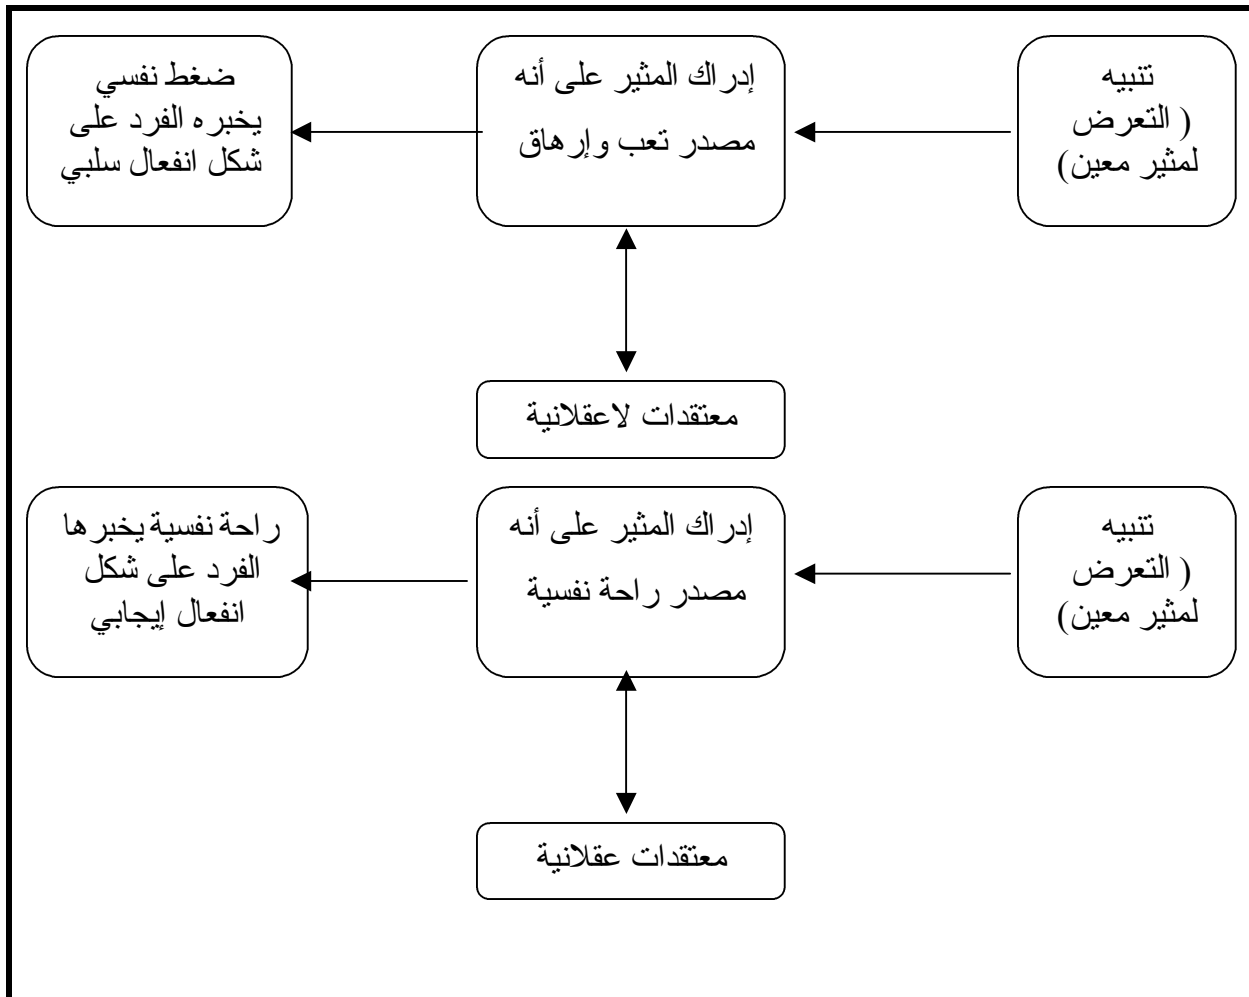 تنبيه
( التعرض
لمثير معين)
إدراك المثير على أنه
مصدر تعب وإرهاق
ضغط نفسي
يخبره الفرد على
شكل انفعال سلبي
معتقدات لاعقلانية
تنبيه
( التعرض
لمثير معين)
إدراك المثير على أنه
مصدر راحة نفسية
راحة نفسية يخبرها
الفرد على شكل
انفعال إيجابي
معتقدات عقلانية